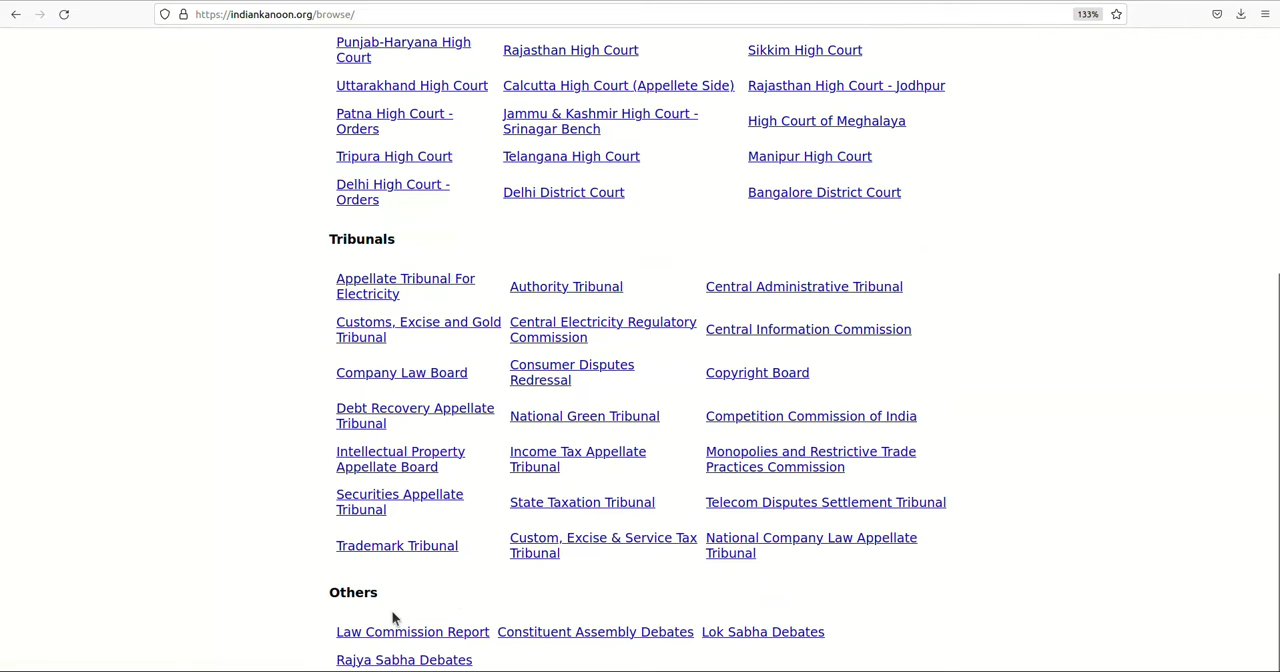 https://indiankanoon.org/browse/
133%
Punjab-Haryana High
Court
Rajasthan High Court
Sikkim High Court
Uttarakhand High Court
Calcutta High Court (Appellete Side)
Rajasthan High Court - Jodhpur
Patna High Court -
Orders
Jammu & Kashmir High Court -
Srinagar Bench
High Court of Meghalaya
Tripura High Court
Telangana High Court
Manipur High Court
Delhi High Court -
Orders
Delhi District Court
Bangalore District Court
Tribunals
Appellate Tribunal For
Electricity
Authority Tribunal
Central Administrative Tribunal
Customs, Excise and Gold
Tribunal
Central Electricity Regulatory
Commission
Central Information Commission
Company Law Board
Consumer Disputes
Redressal
Copyright Board
Debt Recovery Appellate
Tribunal
National Green Tribunal
Competition Commission of India
Intellectual Property
Appellate Board
Income Tax Appellate
Tribunal
Monopolies and Restrictive Trade
Practices Commission
Securities Appellate
Tribunal
State Taxation Tribunal
Telecom Disputes Settlement Tribunal
Trademark Tribunal
Custom, Excise & Service Tax
Tribunal
National Company Law Appellate
Tribunal
Others
Law Commission Report
Constituent Assembly Debates
Lok Sabha Debates
Rajya Sabha Debates